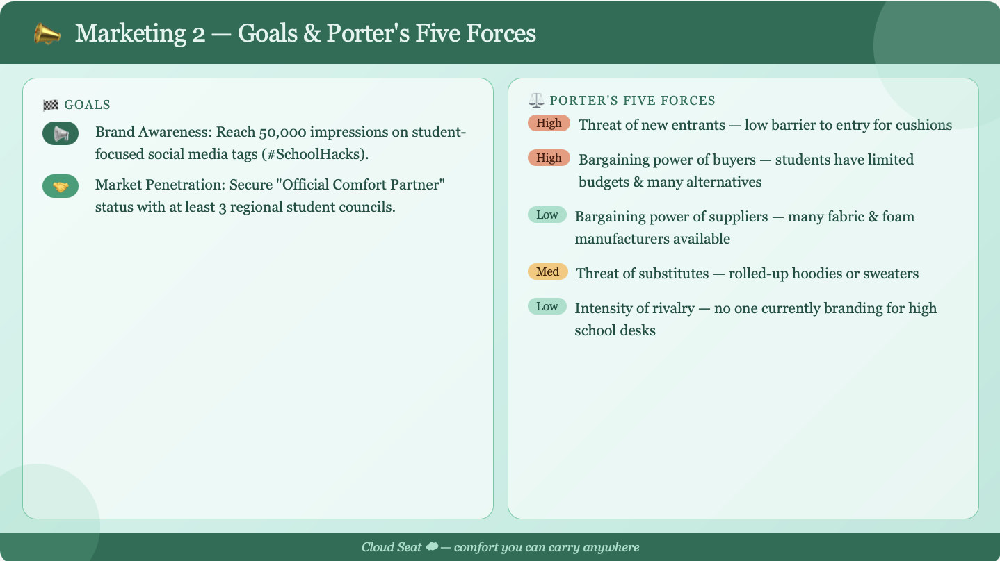 Marketing 2 — Goals & Porter's Five Forces
GOALS
Brand Awareness: Reach 50,000 impressions on student-
focused social media tags (#SchoolHacks).
Market Penetration: Secure "Official Comfort Partner"
status with at least 3 regional student councils.
PORTER'S FIVE FORCES
High Threat of new entrants — low barrier to entry for cushions
High Bargaining power of buyers — students have limited
budgets & many alternatives
Low Bargaining power of suppliers — many fabric & foam
manufacturers available
Med Threat of substitutes — rolled-up hoodies or sweaters
Low Intensity of rivalry — no one currently branding for high
school desks
Cloud Seat ☁ — comfort you can carry anywhere